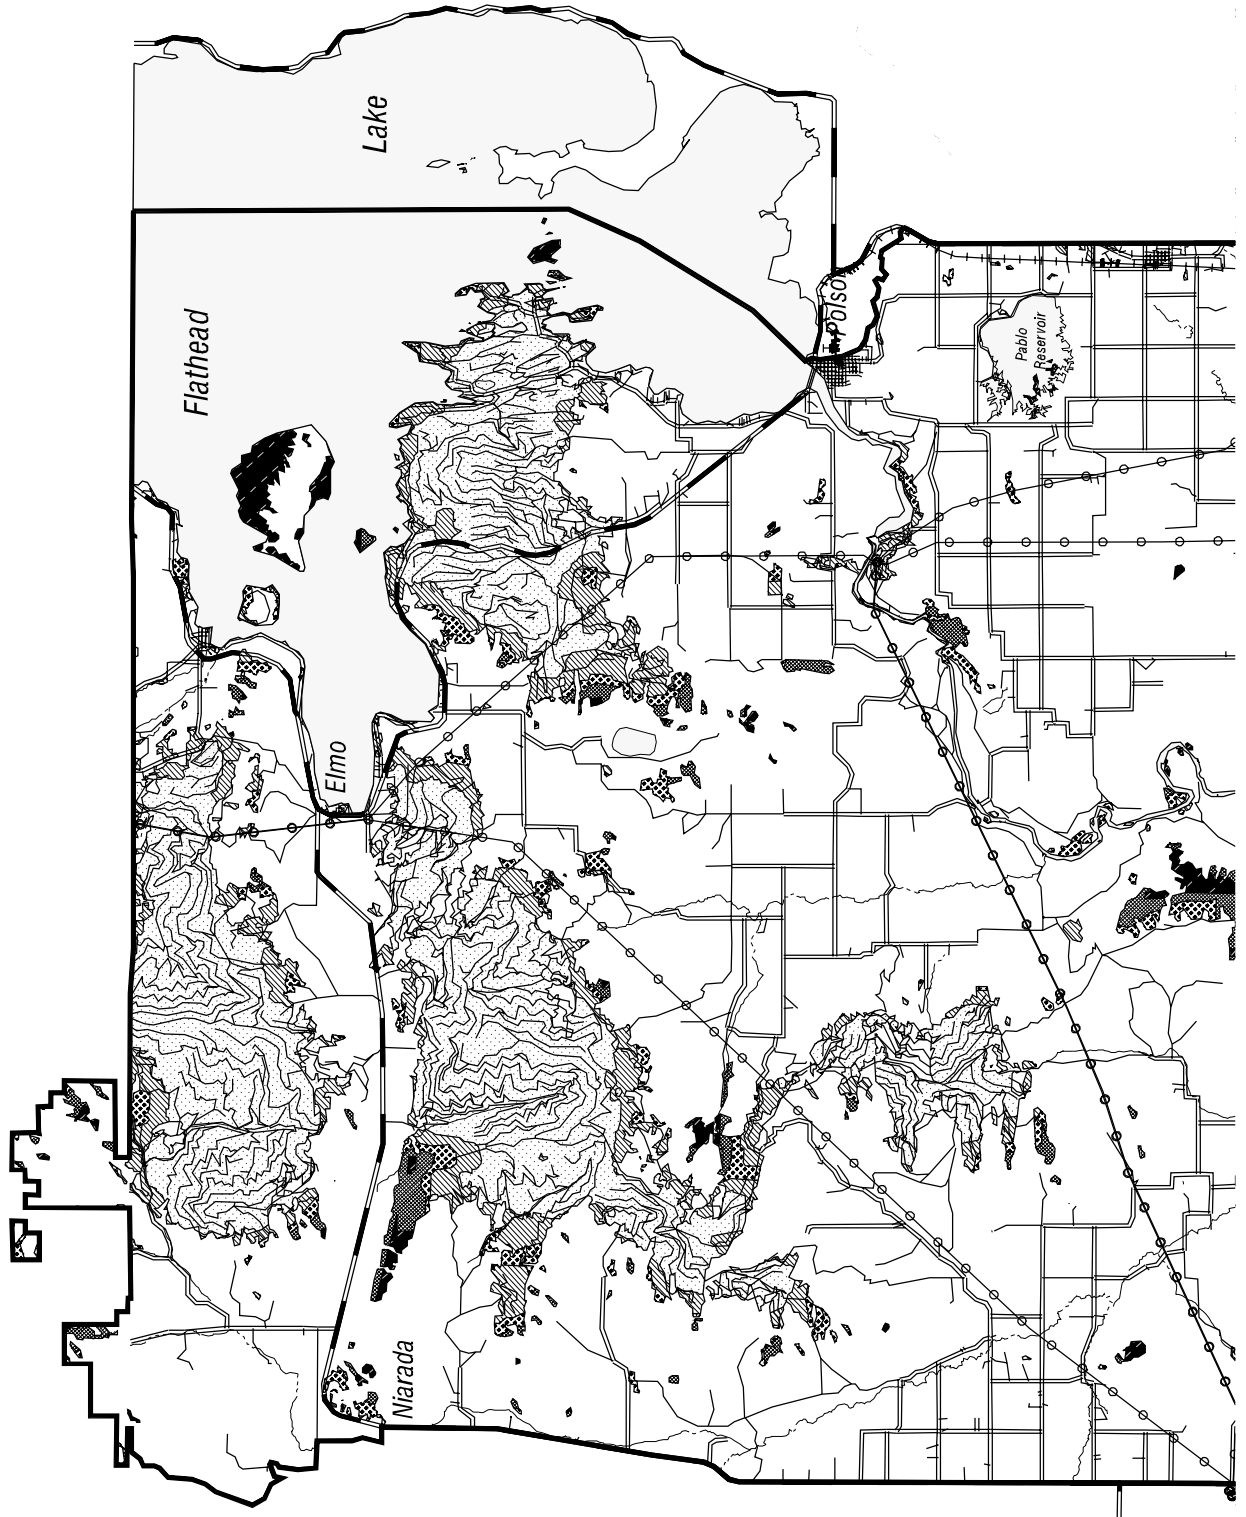 Lake
Flathead
Polson
Pablo
Reservoir
Elmo
Niarada